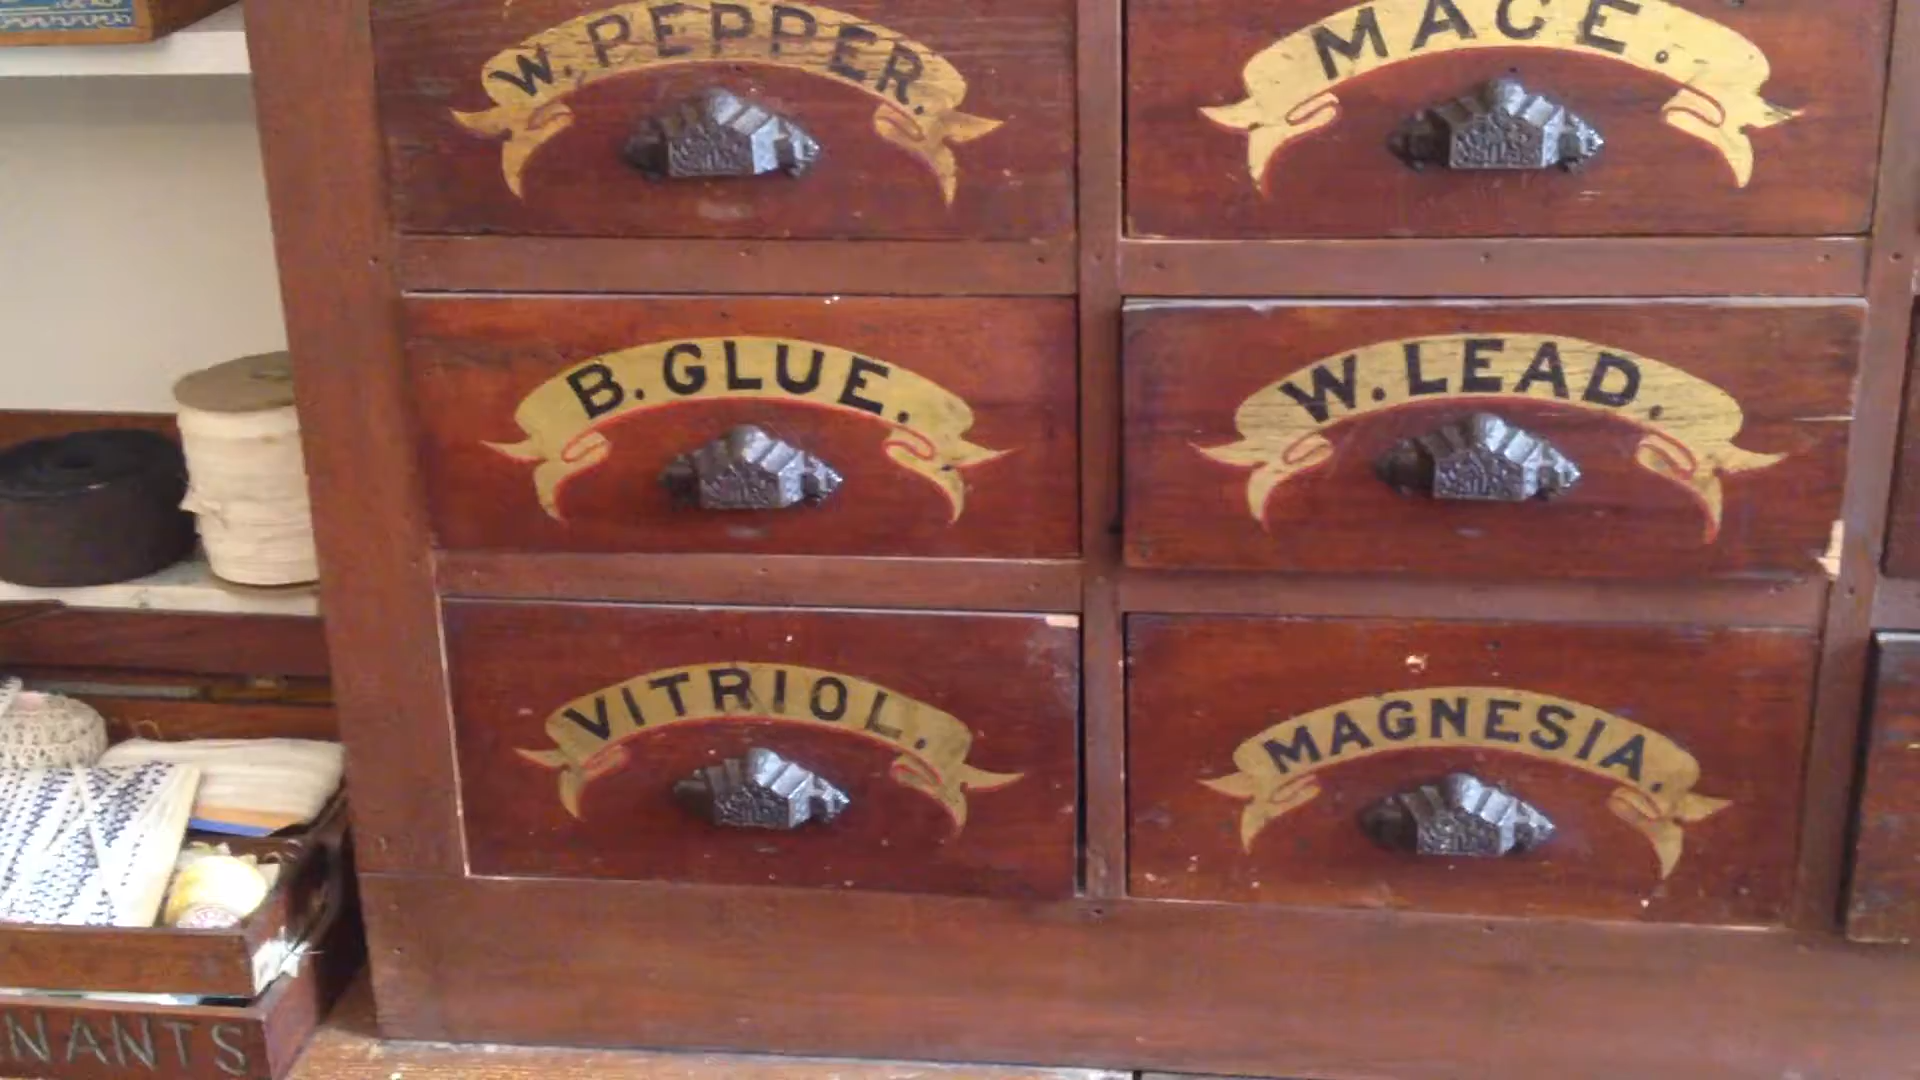 W. PEPPER.
MACE.
B. GLUE.
W. LEAD.
VITRIOL.
MAGNESIA.
NANTS